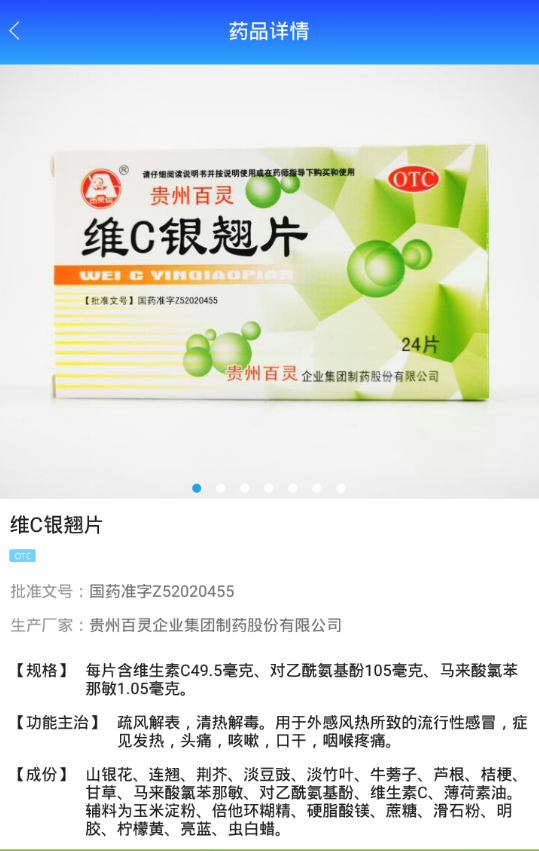 药品详情
请仔细阅读说明书并按说明使用或在药师指导下购买和使用
OTC
®
贵州百灵
维C银翘片
WEI C YINQIAOPIAN
【批准文号】国药准字Z52020455
24片
贵州百灵 企业集团制药股份有限公司
维C银翘片
OTC
批准文号：国药准字Z52020455
生产厂家：贵州百灵企业集团制药股份有限公司
【规格】 每片含维生素C49.5毫克、对乙酰氨基酚105毫克、马来酸氯苯
那敏1.05毫克。
【功能主治】 疏风解表，清热解毒。用于外感风热所致的流行性感冒，症
见发热，头痛，咳嗽，口干，咽喉疼痛。
【成份】 山银花、连翘、荆芥、淡豆豉、淡竹叶、牛蒡子、芦根、桔梗、
甘草、马来酸氯苯那敏、对乙酰氨基酚、维生素C、薄荷素油。
辅料为玉米淀粉、倍他环糊精、硬脂酸镁、蔗糖、滑石粉、明
胶、柠檬黄、亮蓝、虫白蜡。